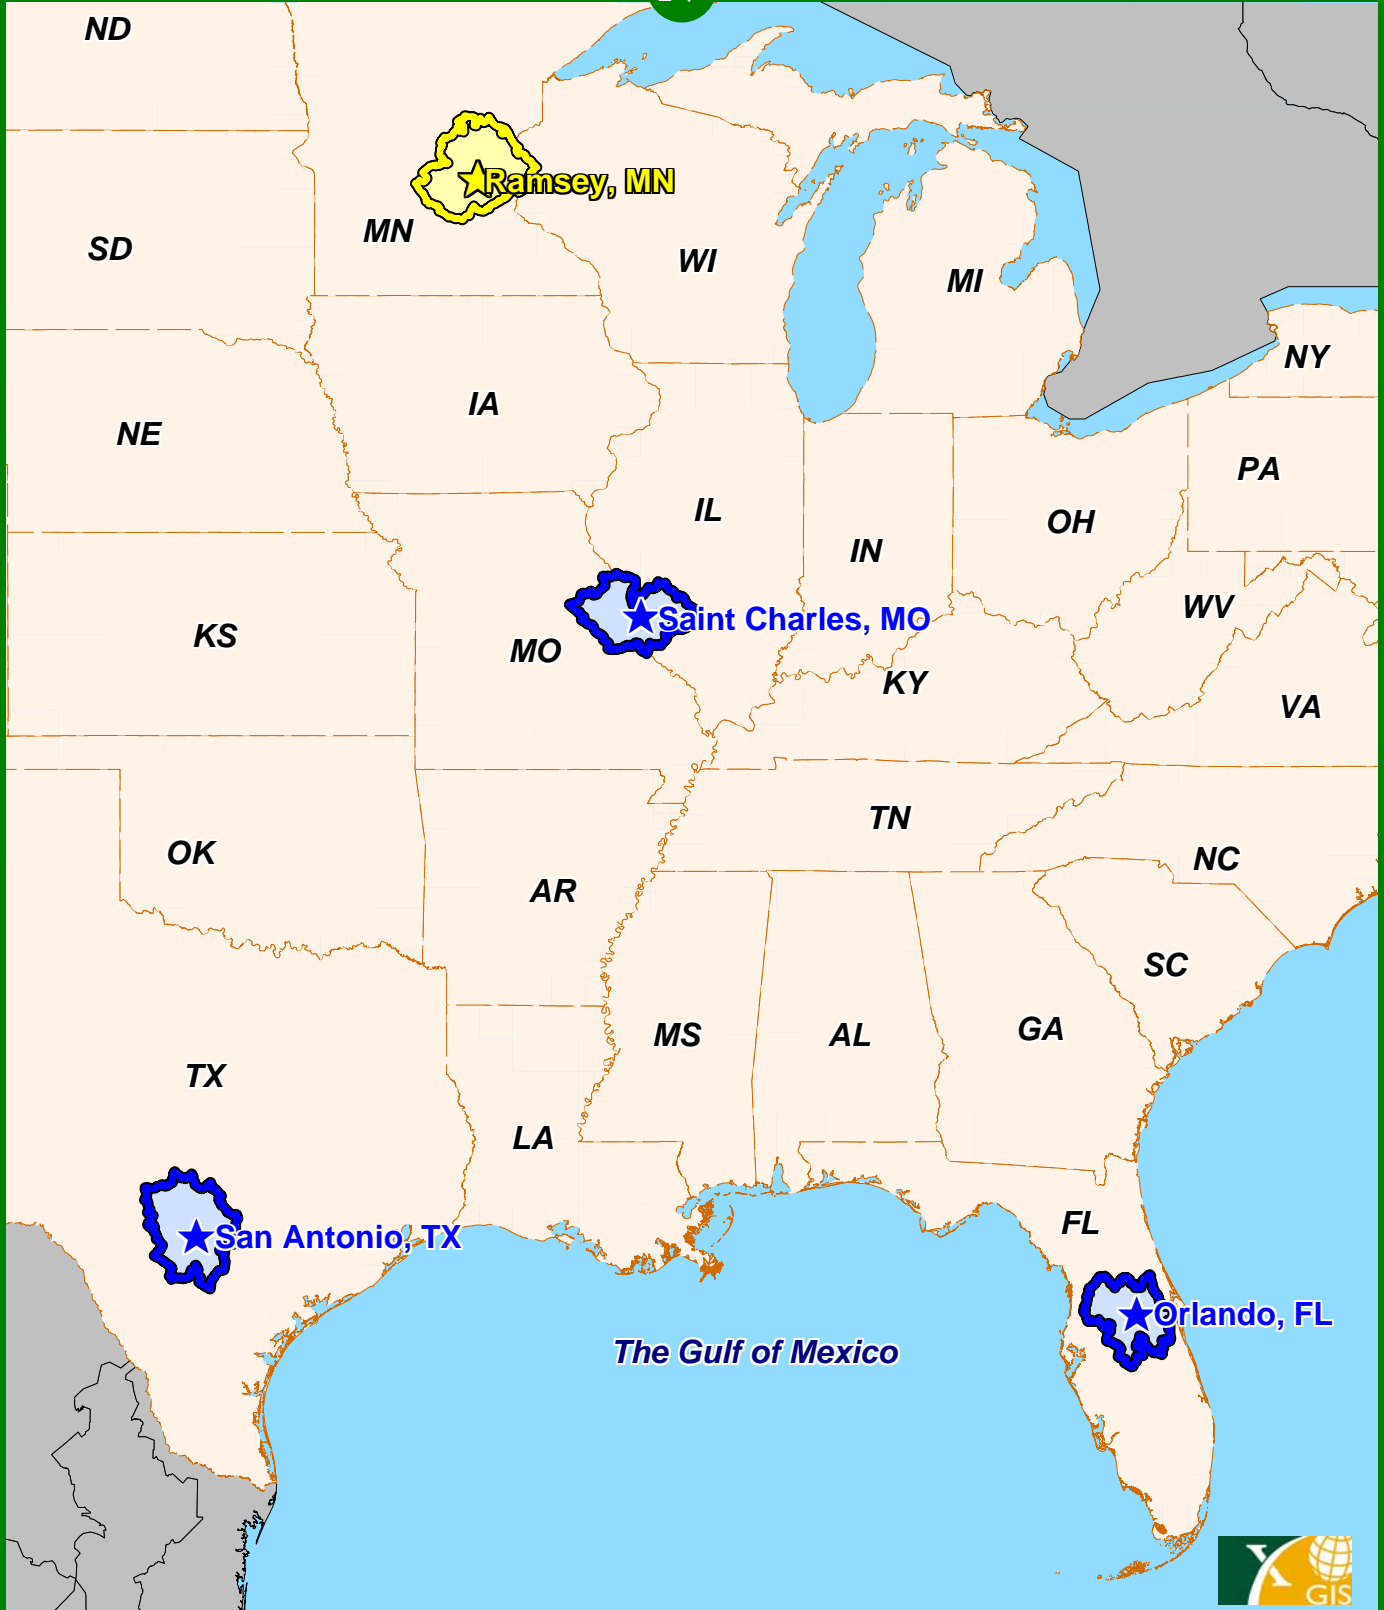 ND
Ramsey, MN
MN
SD
WI
MI
NY
IA
NE
PA
IL
OH
IN
WV
Saint Charles, MO
KS
MO
KY
VA
TN
OK
NC
AR
SC
GA
MS
AL
TX
LA
FL
San Antonio, TX
Orlando, FL
The Gulf of Mexico
X
GIS